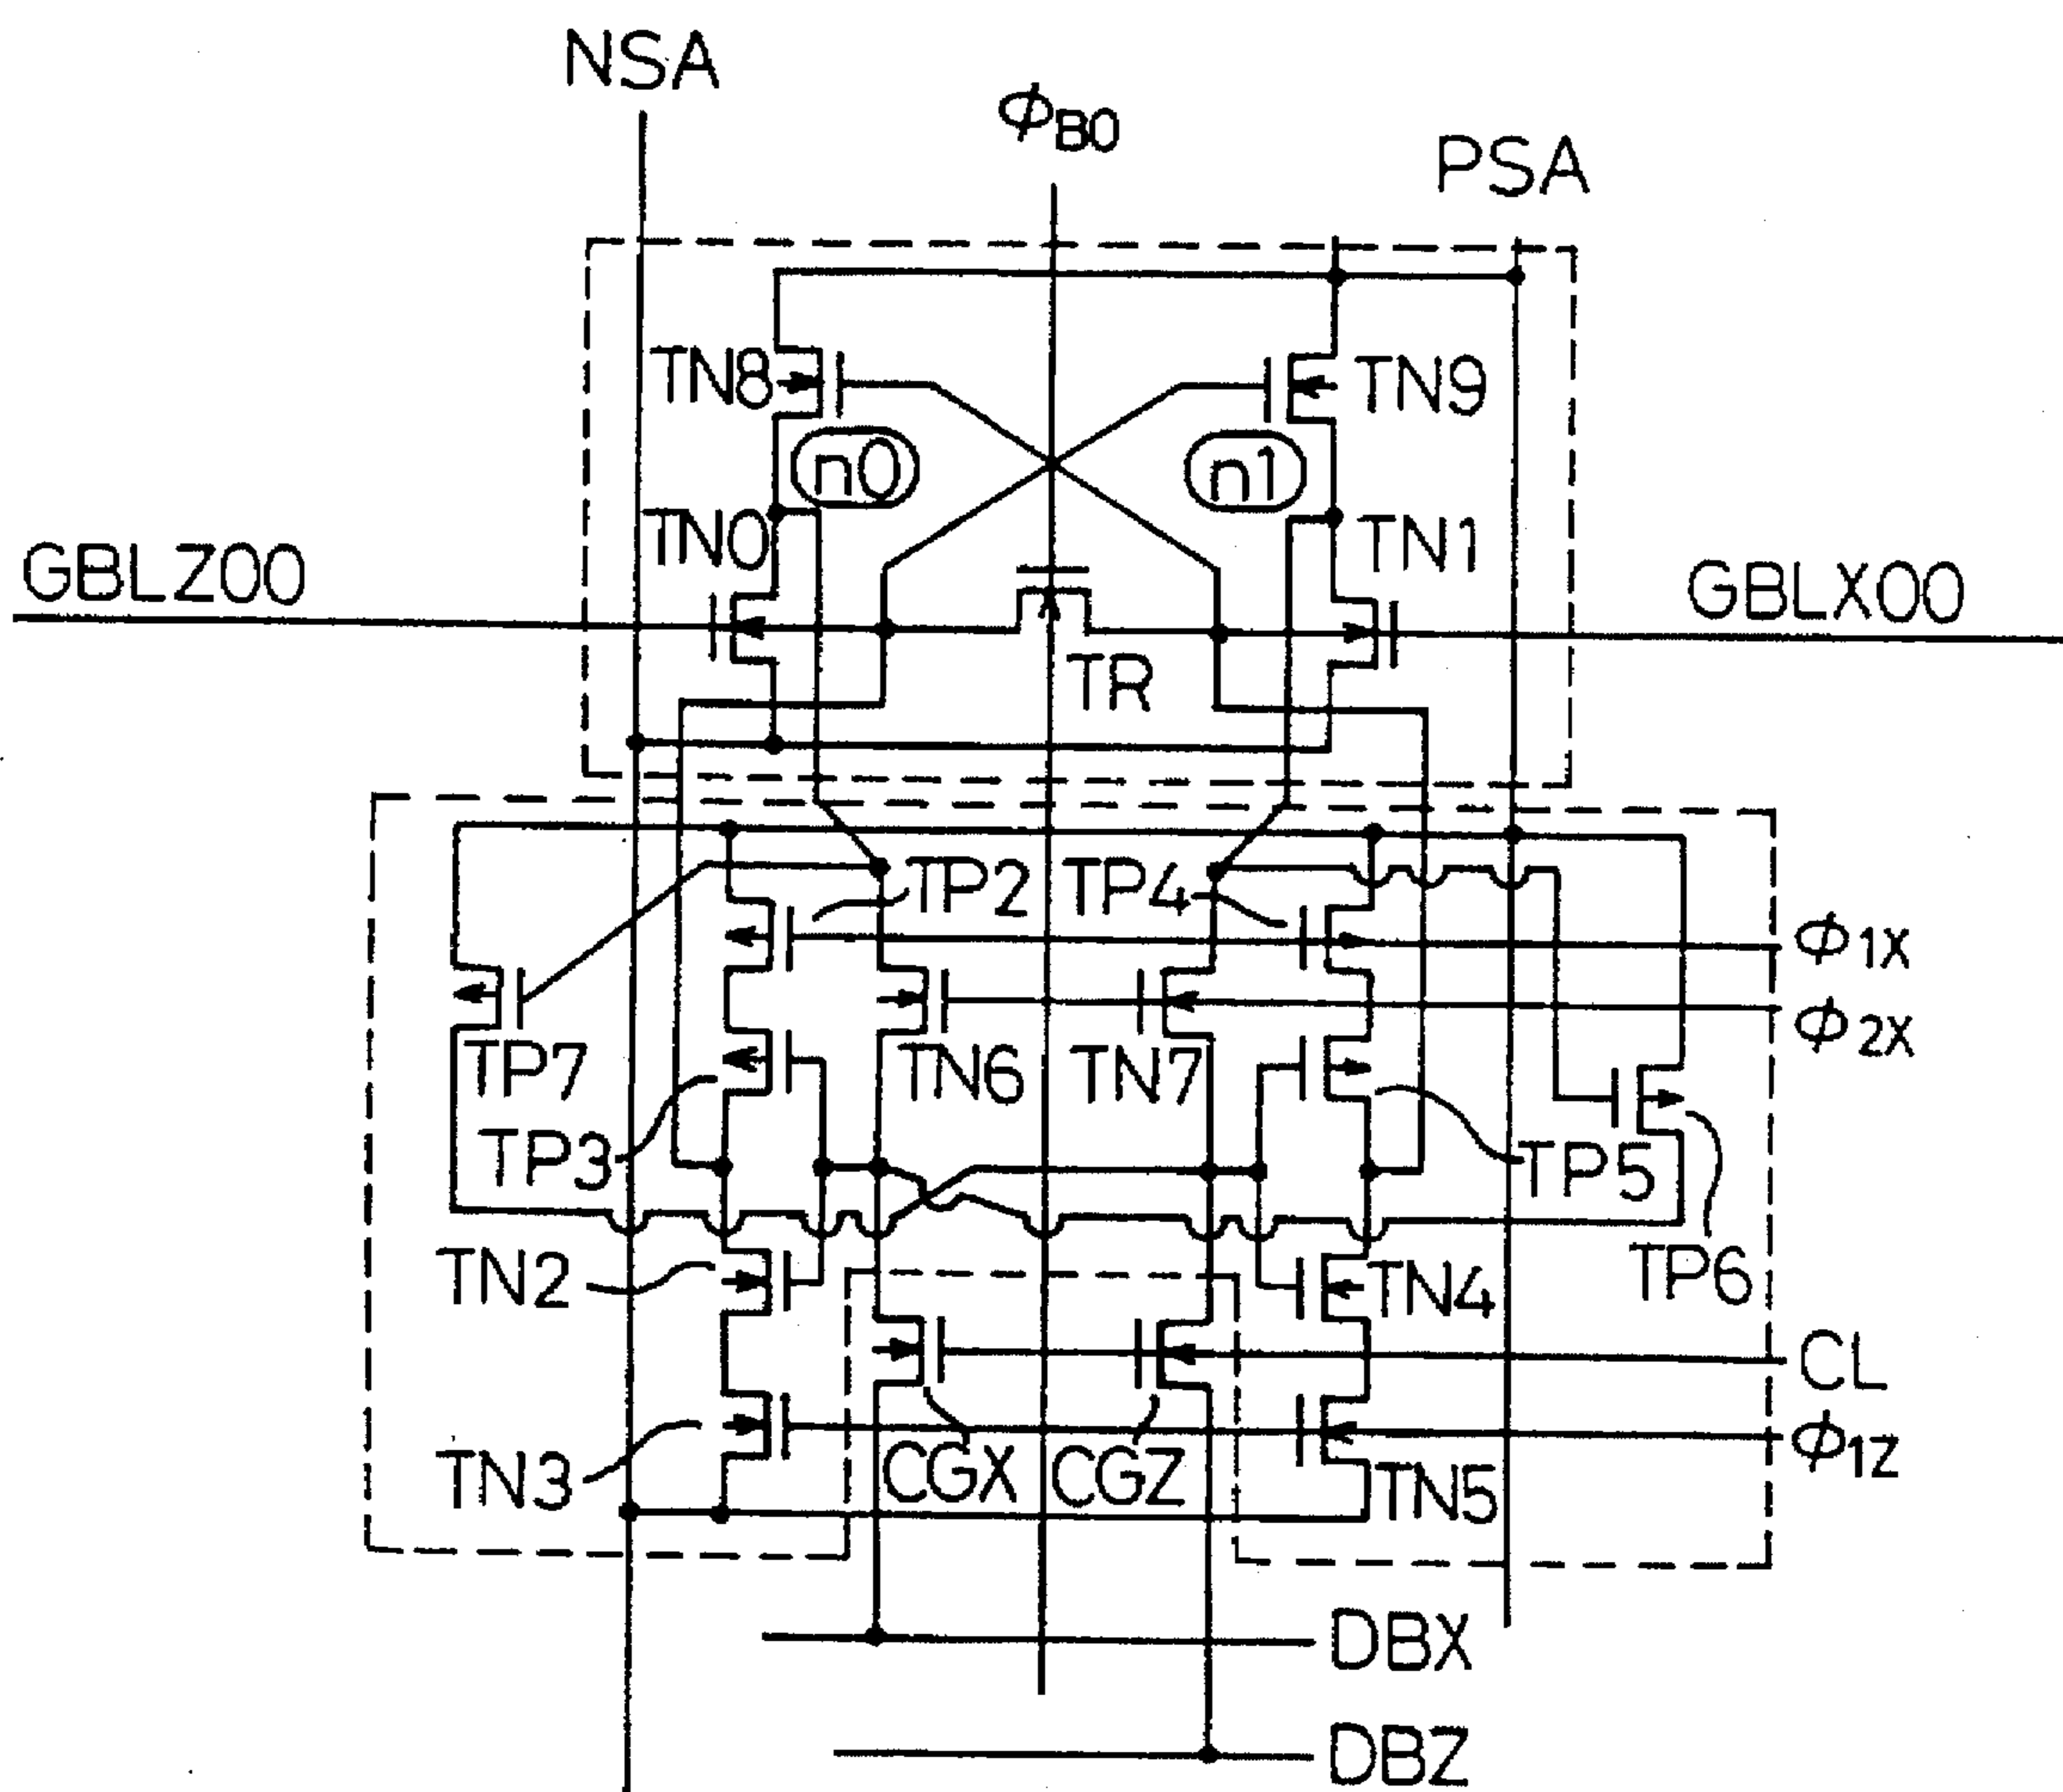 NSA
ΦB0
PSA
TN8
TN9
n0
n1
TN0
TN1
GBLZ00
GBLX00
TR
TP2
TP4
Φ1X
Φ2X
TP7
TN6
TN7
TP3
TP5
TN2
TN4
TP6
CL
TN3
CGX
CGZ
TN5
Φ1Z
DBX
DBZ